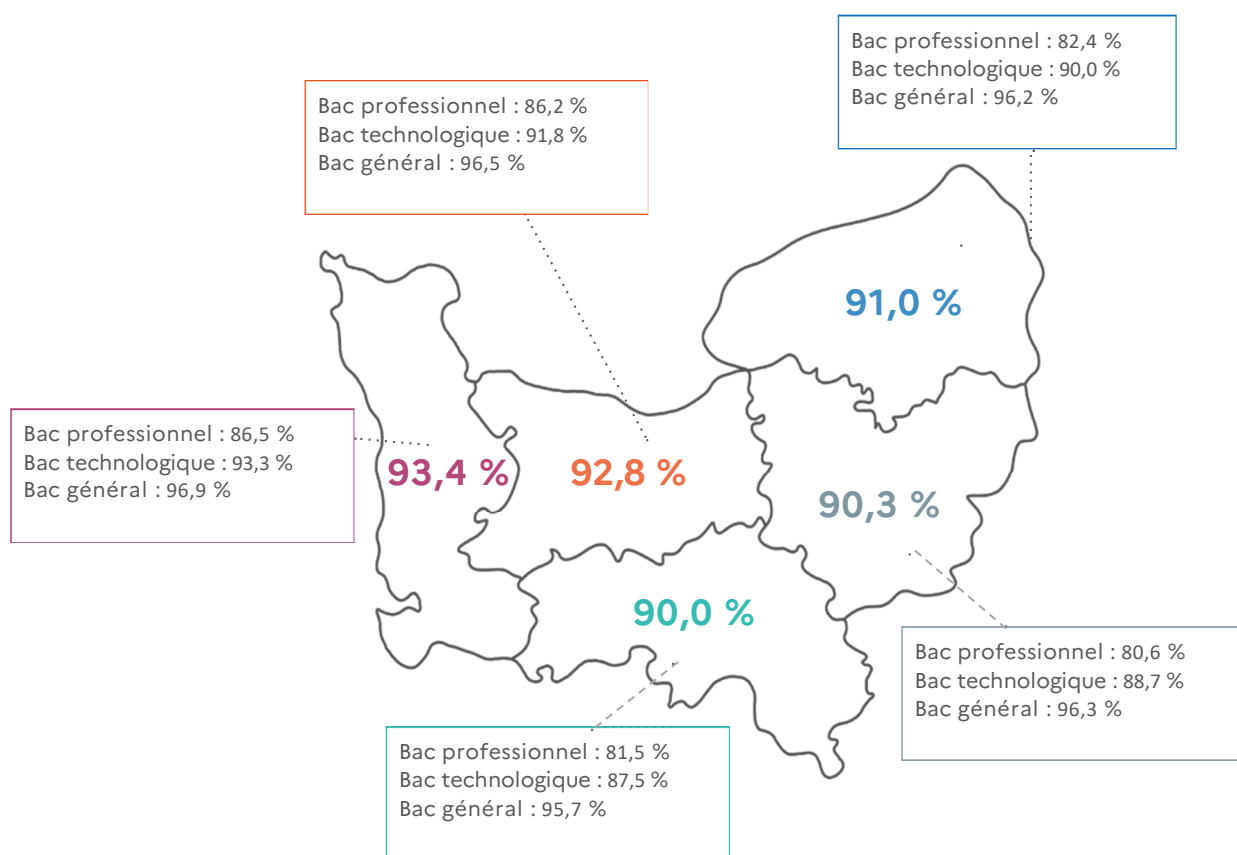 Bac professionnel : 82,4 %
Bac technologique : 90,0 %
Bac général : 96,2 %
Bac professionnel : 86,2 %
Bac technologique : 91,8 %
Bac général : 96,5 %
91,0 %
Bac professionnel : 86,5 %
Bac technologique : 93,3 %
Bac général : 96,9 %
93,4 %
92,8 %
90,3 %
90,0 %
Bac professionnel : 80,6 %
Bac technologique : 88,7 %
Bac général : 96,3 %
Bac professionnel : 81,5 %
Bac technologique : 87,5 %
Bac général : 95,7 %